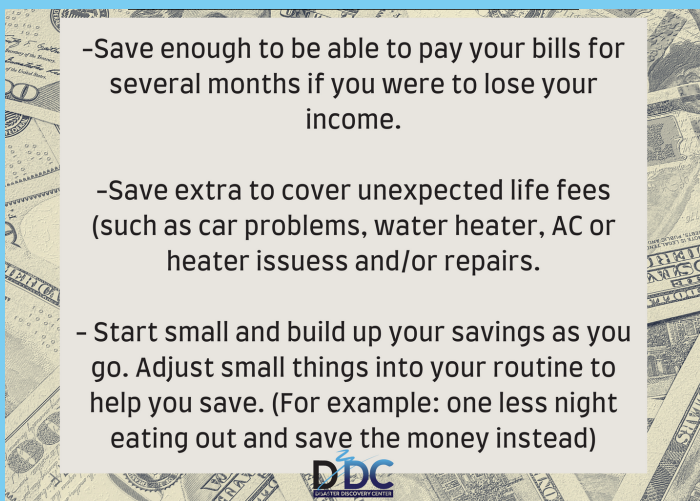 -Save enough to be able to pay your bills for
several months if you were to lose your
income.
-Save extra to cover unexpected life fees
(such as car problems, water heater, AC or
heater issuess and/or repairs.
- Start small and build up your savings as you
go. Adjust small things into your routine to
help you save. (For example: one less night
eating out and save the money instead)
DDC
DISASTER DISCOVERY CENTER